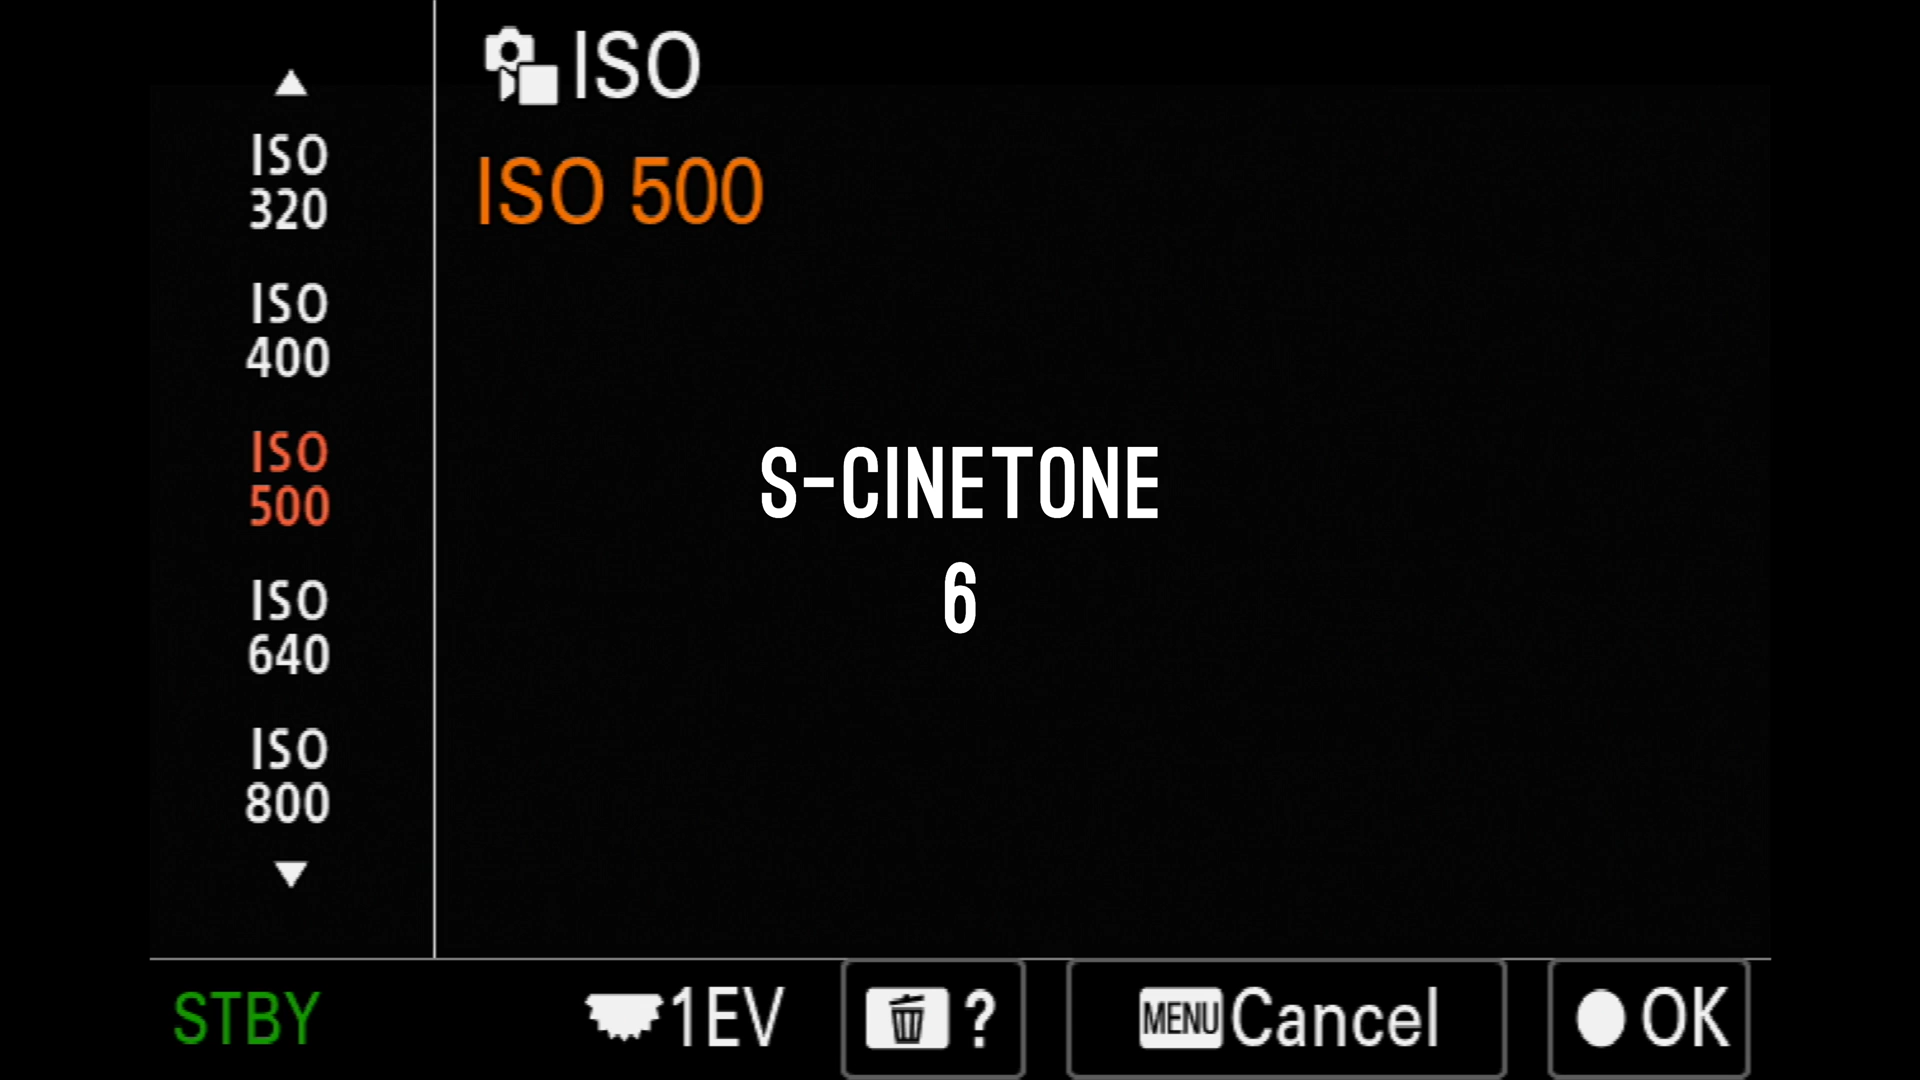 ISO
ISO 500
ISO
320
ISO
400
ISO
500
ISO
640
ISO
800
S-CINETONE
6
STBY
1EV
?
MENU Cancel
OK